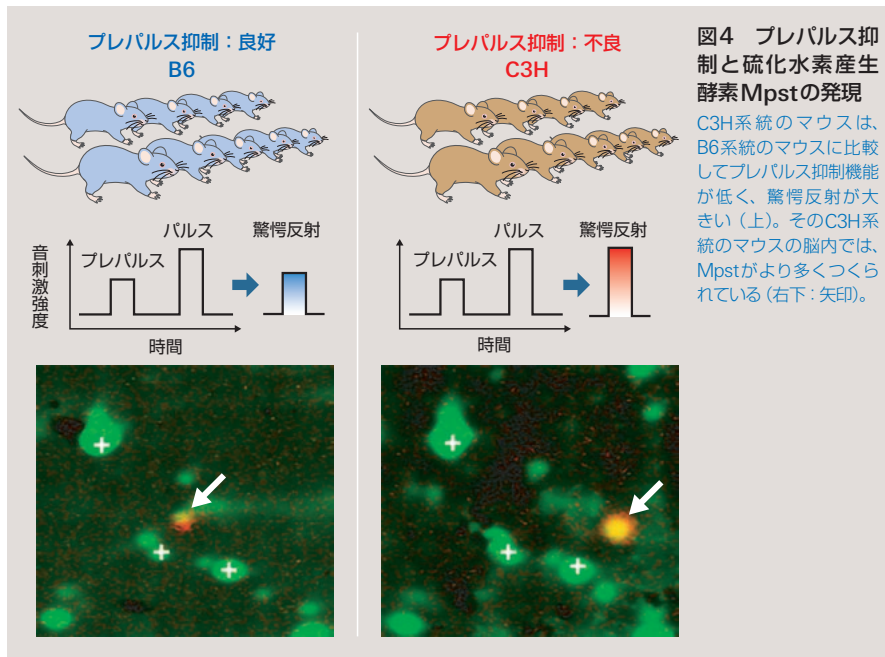 プレパルス抑制：良好
B6
プレパルス抑制：不良
C3H
音刺激強度
プレパルス
パルス
驚愕反射
時間
プレパルス
パルス
驚愕反射
時間
図4　プレパルス抑
制と硫化水素産生
酵素Mpstの発現
C3H系統のマウスは、
B6系統のマウスに比較
してプレパルス抑制機能
が低く、驚愕反射が大
きい（上）。そのC3H系
統のマウスの脳内では、
Mpstがより多くつくら
れている（右下：矢印）。